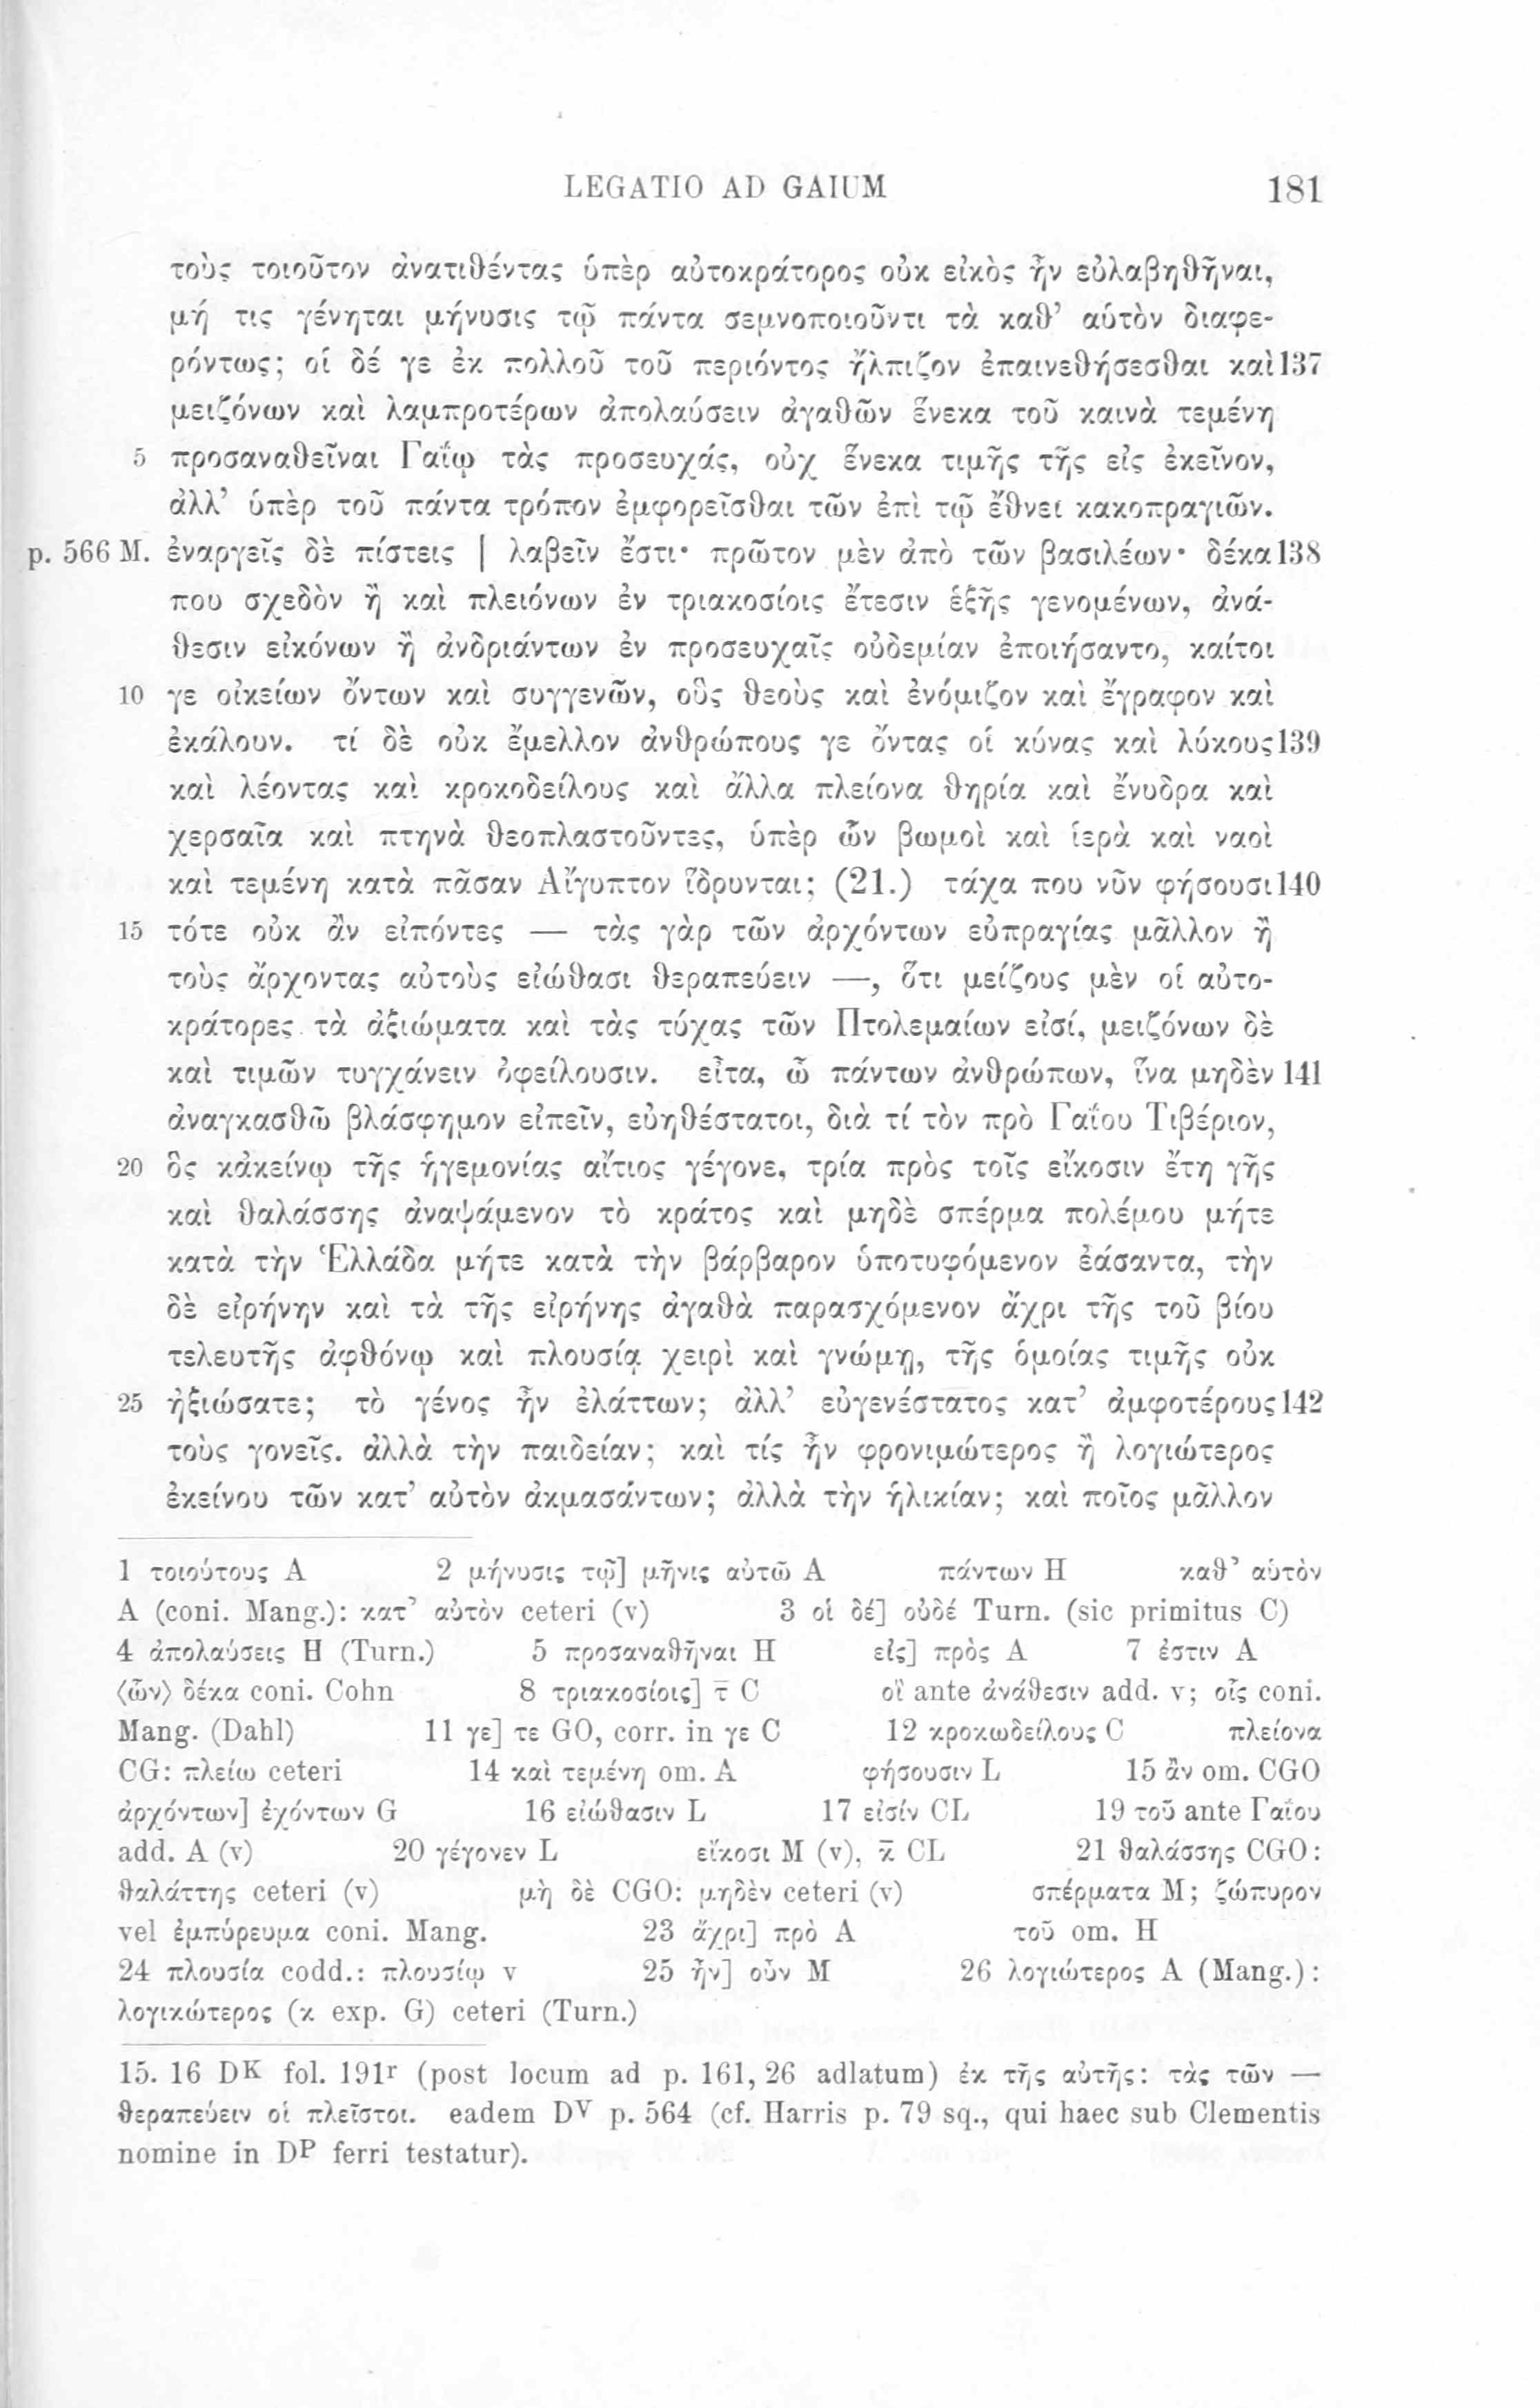 LEGATIO AD GAIUM 181
τοὺς τοιοῦτον ἀνατιθέντας ὑπὲρ αὐτοκράτορος οὐκ εἰκὸς ἦν εὐλαβηθῆναι,
μή τις γένηται μήνυσις τῷ πάντα σεμνοποιοῦντι τὰ καθ’ αὑτὸν διαφε-
ρόντως; οἱ δέ γε ἐκ πολλοῦ τοῦ περιόντος ἤλπιζον ἐπαινεθήσεσθαι καὶ 137
μειζόνων καὶ λαμπροτέρων ἀπολαύσειν ἀγαθῶν ἕνεκα τοῦ καινὰ τεμένη
5 προσαναθεῖναι Γαΐῳ τὰς προσευχάς, οὐχ ἕνεκα τιμῆς τῆς εἰς ἐκεῖνον,
ἀλλ’ ὑπὲρ τοῦ πάντα τρόπον ἐμφορεῖσθαι τῶν ἐπὶ τῷ ἔθνει κακοπραγιῶν.
p. 566 M. ἐναργεῖς δὲ πίστεις | λαβεῖν ἔστι· πρῶτον μὲν ἀπὸ τῶν βασιλέων· δέκα 138
που σχεδὸν ἢ καὶ πλειόνων ἐν τριακοσίοις ἔτεσιν ἑξῆς γενομένων, ἀνά-
θεσιν εἰκόνων ἢ ἀνδριάντων ἐν προσευχαῖς οὐδεμίαν ἐποιήσαντο, καίτοι
10 γε οἰκείων ὄντων καὶ συγγενῶν, οὓς θεοὺς καὶ ἐνόμιζον καὶ ἔγραφον καὶ
ἐκάλουν. τί δὲ οὐκ ἔμελλον ἀνθρώπους γε ὄντας οἱ κύνας καὶ λύκους 139
καὶ λέοντας καὶ κροκοδείλους καὶ ἄλλα πλείονα θηρία καὶ ἔνυδρα καὶ
χερσαῖα καὶ πτηνὰ θεοπλαστοῦντες, ὑπὲρ ὧν βωμοὶ καὶ ἱερὰ καὶ ναοὶ
καὶ τεμένη κατὰ πᾶσαν Αἴγυπτον ἵδρυνται; (21.) τάχα που νῦν φήσουσι 140
15 τότε οὐκ ἂν εἰπόντες — τὰς γὰρ τῶν ἀρχόντων εὐπραγίας μᾶλλον ἢ
τοὺς ἄρχοντας αὐτοὺς εἰώθασι θεραπεύειν —, ὅτι μείζους μὲν οἱ αὐτο-
κράτορες τὰ ἀξιώματα καὶ τὰς τύχας τῶν Πτολεμαίων εἰσί, μειζόνων δὲ
καὶ τιμῶν τυγχάνειν ὀφείλουσιν. εἶτα, ὦ πάντων ἀνθρώπων, ἵνα μηδὲν 141
ἀναγκασθῶ βλάσφημον εἰπεῖν, εὐηθέστατοι, διὰ τί τὸν πρὸ Γαΐου Τιβέριον,
20 ὃς κἀκείνῳ τῆς ἡγεμονίας αἴτιος γέγονε, τρία πρὸς τοῖς εἴκοσιν ἔτη γῆς
καὶ θαλάσσης ἀναψάμενον τὸ κράτος καὶ μηδὲ σπέρμα πολέμου μήτε
κατὰ τὴν Ἑλλάδα μήτε κατὰ τὴν βάρβαρον ὑποτυφόμενον ἐάσαντα, τὴν
δὲ εἰρήνην καὶ τὰ τῆς εἰρήνης ἀγαθὰ παρασχόμενον ἄχρι τῆς τοῦ βίου
τελευτῆς ἀφθόνῳ καὶ πλουσίᾳ χειρὶ καὶ γνώμῃ, τῆς ὁμοίας τιμῆς οὐκ
25 ἠξιώσατε; τὸ γένος ἦν ἐλάττων; ἀλλ’ εὐγενέστατος κατ’ ἀμφοτέρους 142
τοὺς γονεῖς. ἀλλὰ τὴν παιδείαν; καὶ τίς ἦν φρονιμώτερος ἢ λογιώτερος
ἐκείνου τῶν κατ’ αὐτὸν ἀκμασάντων; ἀλλὰ τὴν ἡλικίαν; καὶ ποῖος μᾶλλον
1 τοιούτους A 2 μήνυσις τῷ] μῆνις αὐτῶ A πάντων H καθ’ αὑτὸν
A (coni. Mang.): κατ’ αὐτὸν ceteri (v) 3 οἱ δέ] οὐδέ Turn. (sic primitus C)
4 ἀπολαύσεις H (Turn.) 5 προσαναθῆναι H εἰς] πρὸς A 7 ἐστιν A
⟨ὧν⟩ δέκα coni. Cohn 8 τριακοσίοις] τ̅ C οἳ ante ἀνάθεσιν add. v; οἷς coni.
Mang. (Dahl) 11 γε] τε GO, corr. in γε C 12 κροκωδείλους C πλείονα
CG: πλείω ceteri 14 καὶ τεμένη om. A φήσουσιν L 15 ἂν om. CGO
ἀρχόντων] ἐχόντων G 16 εἰώθασιν L 17 εἰσίν CL 19 τοῦ ante Γαΐου
add. A (v) 20 γέγονεν L εἴκοσι M (v), κ̅ CL 21 θαλάσσης CGO:
θαλάττης ceteri (v) μὴ δὲ CGO: μηδὲν ceteri (v) σπέρματα M; ζώπυρον
vel ἐμπύρευμα coni. Mang. 23 ἄχρι] πρὸ A τοῦ om. H
24 πλουσία codd.: πλουσίῳ v 25 ἦν] οὖν M 26 λογιώτερος A (Mang.):
λογικώτερος (κ exp. G) ceteri (Turn.)
15. 16 DK fol. 191r (post locum ad p. 161, 26 adlatum) ἐκ τῆς αὐτῆς: τὰς τῶν —
θεραπεύειν οἱ πλεῖστοι. eadem DV p. 564 (cf. Harris p. 79 sq., qui haec sub Clementis
nomine in DP ferri testatur).